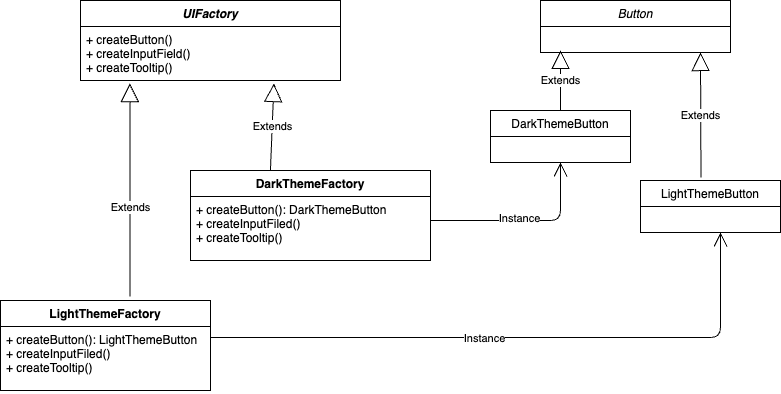 UIFactory
+ createButton()
+ createInputField()
+ createTooltip()
Button
Extends
DarkThemeButton
Extends
Extends
DarkThemeFactory
+ createButton(): DarkThemeButton
+ createInputFiled()
+ createTooltip()
LightThemeButton
Extends
Instance
LightThemeFactory
+ createButton(): LightThemeButton
+ createInputFiled()
+ createTooltip()
Instance